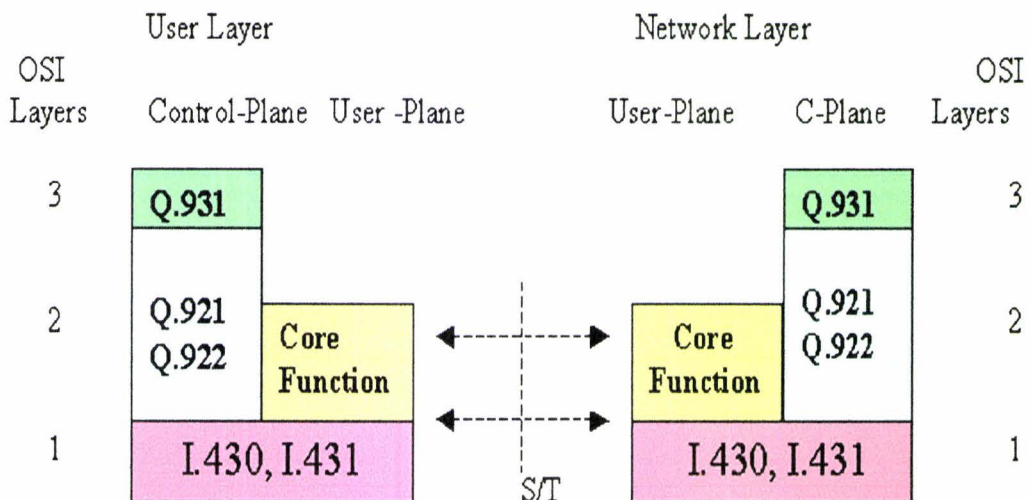 User Layer
Network Layer
OSI
Layers
Control-Plane
User -Plane
User-Plane
C-Plane
OSI
Layers
3
Q.931
Q.931
3
2
Q.921
Q.922
Core
Function
Core
Function
Q.921
Q.922
2
1
I.430, I.431
I.430, I.431
1
S/T